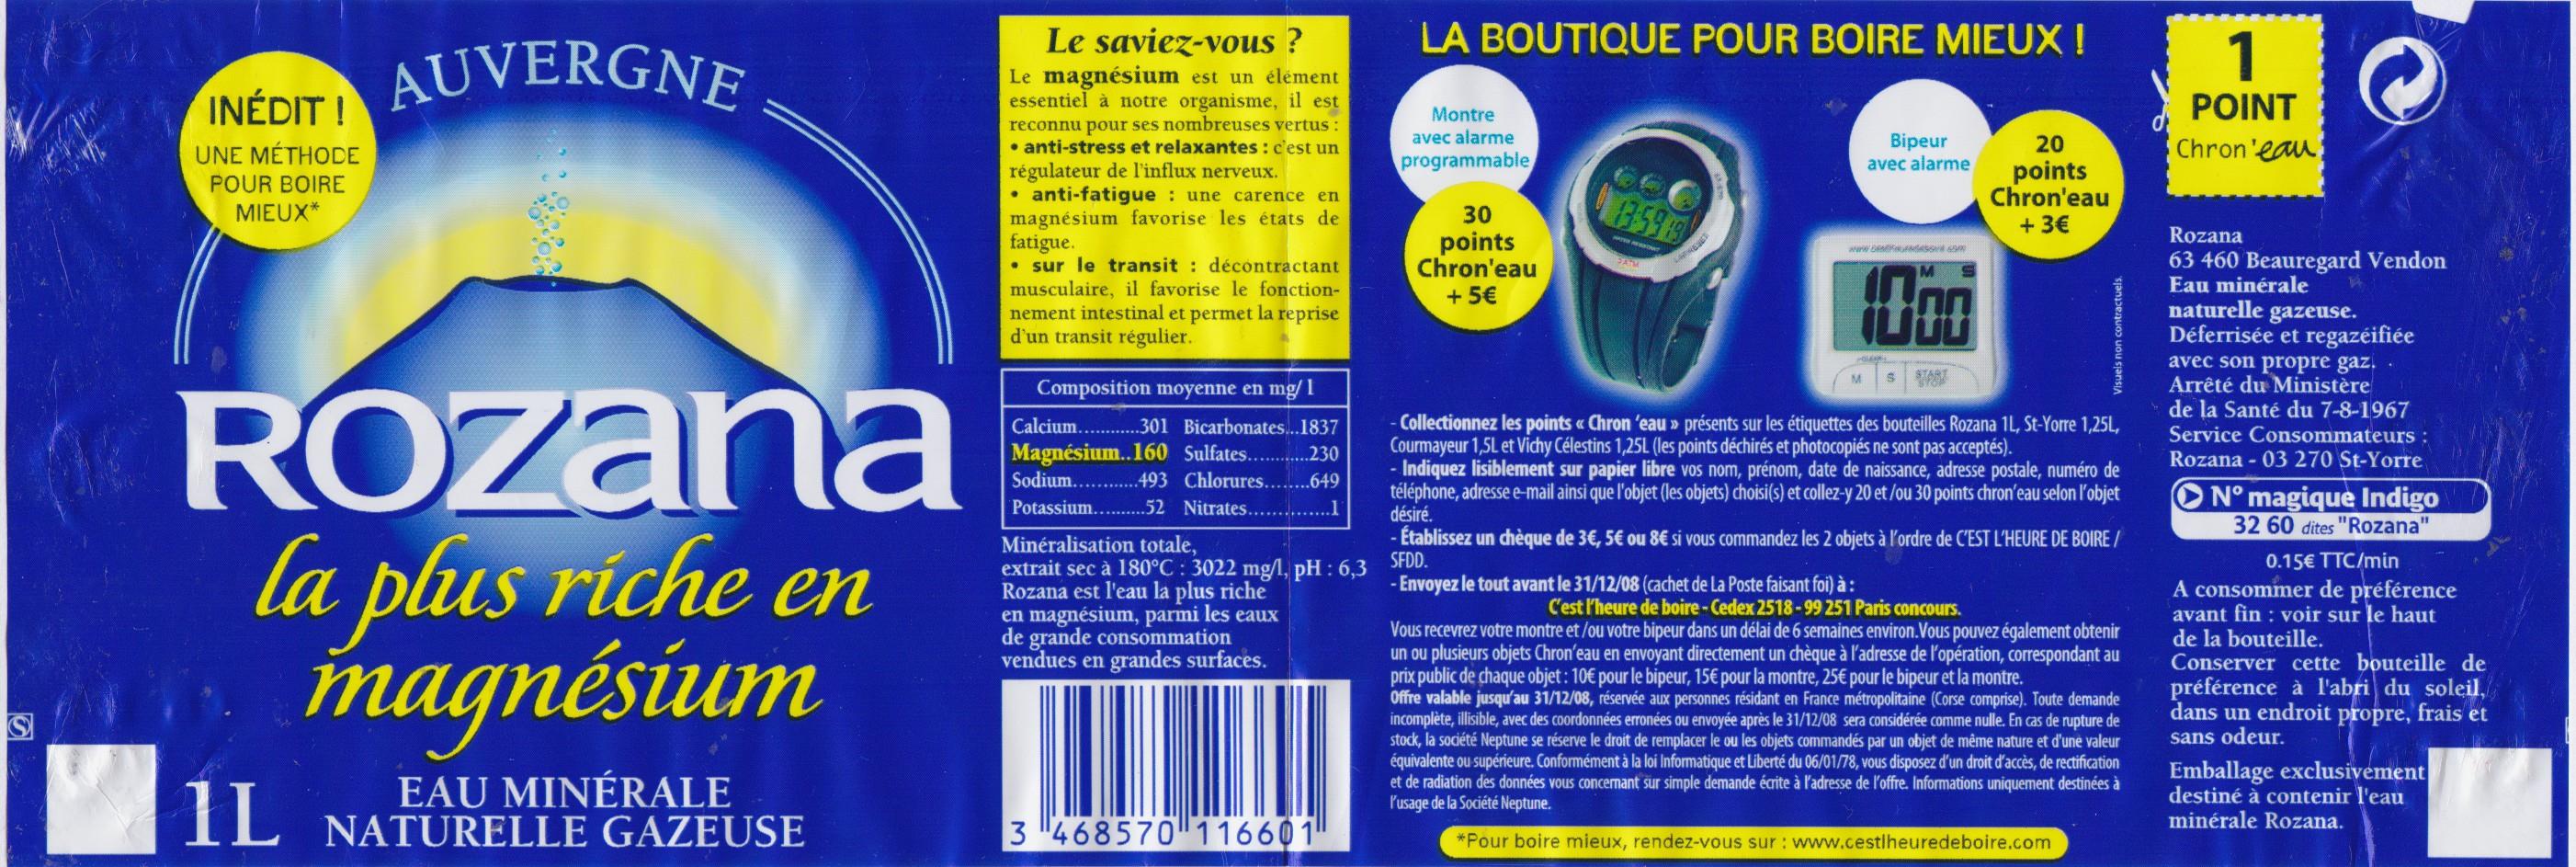 AUVERGNE
INÉDIT !
UNE MÉTHODE
POUR BOIRE
MIEUX*
ROZana
la plus riche en
magnésium
1L
EAU MINÉRALE
NATURELLE GAZEUSE
Le saviez-vous ?
Le magnésium est un élément
essentiel à notre organisme, il est
reconnu pour ses nombreuses vertus :
• anti-stress et relaxantes : c'est un
régulateur de l'influx nerveux.
• anti-fatigue : une carence en
magnésium favorise les états de
fatigue.
• sur le transit : décontractant
musculaire, il favorise le fonction-
nement intestinal et permet la reprise
d'un transit régulier.
Composition moyenne en mg/l
Calcium............301 Bicarbonates...1837
Magnésium..160 Sulfates............230
Sodium............493 Chlorures........649
Potassium..........52 Nitrates..............1
Minéralisation totale,
extrait sec à 180°C : 3022 mg/l, pH : 6,3
Rozana est l'eau la plus riche
en magnésium, parmi les eaux
de grande consommation
vendues en grandes surfaces.
3 468570 116601
LA BOUTIQUE POUR BOIRE MIEUX !
Montre
avec alarme
programmable
30
points
Chron'eau
+ 5€
13:59 19
Bipeur
avec alarme
20
points
Chron'eau
+ 3€
www.cestlheuredeboire.com
M S
10 00
M S START
STOP
Visuels non contractuels.
- Collectionnez les points « Chron 'eau » présents sur les étiquettes des bouteilles Rozana 1L, St-Yorre 1,25L,
Courmayeur 1,5L et Vichy Célestins 1,25L (les points déchirés et photocopiés ne sont pas acceptés).
- Indiquez lisiblement sur papier libre vos nom, prénom, date de naissance, adresse postale, numéro de
téléphone, adresse e-mail ainsi que l'objet (les objets) choisi(s) et collez-y 20 et /ou 30 points chron'eau selon l'objet
désiré.
- Établissez un chèque de 3€, 5€ ou 8€ si vous commandez les 2 objets à l'ordre de C'EST L'HEURE DE BOIRE /
SFDD.
- Envoyez le tout avant le 31/12/08 (cachet de La Poste faisant foi) à :
C'est l'heure de boire - Cedex 2518 - 99 251 Paris concours.
Vous recevrez votre montre et /ou votre bipeur dans un délai de 6 semaines environ. Vous pouvez également obtenir
un ou plusieurs objets Chron'eau en envoyant directement un chèque à l'adresse de l'opération, correspondant au
prix public de chaque objet : 10€ pour le bipeur, 15€ pour la montre, 25€ pour le bipeur et la montre.
Offre valable jusqu'au 31/12/08, réservée aux personnes résidant en France métropolitaine (Corse comprise). Toute demande
incomplète, illisible, avec des coordonnées erronées ou envoyée après le 31/12/08 sera considérée comme nulle. En cas de rupture de
stock, la société Neptune se réserve le droit de remplacer le ou les objets commandés par un objet de même nature et d'une valeur
équivalente ou supérieure. Conformément à la loi Informatique et Liberté du 06/01/78, vous disposez d'un droit d'accès, de rectification
et de radiation des données vous concernant sur simple demande écrite à l'adresse de l'offre. Informations uniquement destinées à
l'usage de la Société Neptune.
*Pour boire mieux, rendez-vous sur : www.cestlheuredeboire.com
1
POINT
Chron'eau
Rozana
63 460 Beauregard Vendon
Eau minérale
naturelle gazeuse.
Déferrisée et regazéifiée
avec son propre gaz.
Arrêté du Ministère
de la Santé du 7-8-1967
Service Consommateurs :
Rozana - 03 270 St-Yorre
N° magique Indigo
32 60 dites "Rozana"
0.15€ TTC/min
A consommer de préférence
avant fin : voir sur le haut
de la bouteille.
Conserver cette bouteille de
préférence à l'abri du soleil,
dans un endroit propre, frais et
sans odeur.
Emballage exclusivement
destiné à contenir l'eau
minérale Rozana.